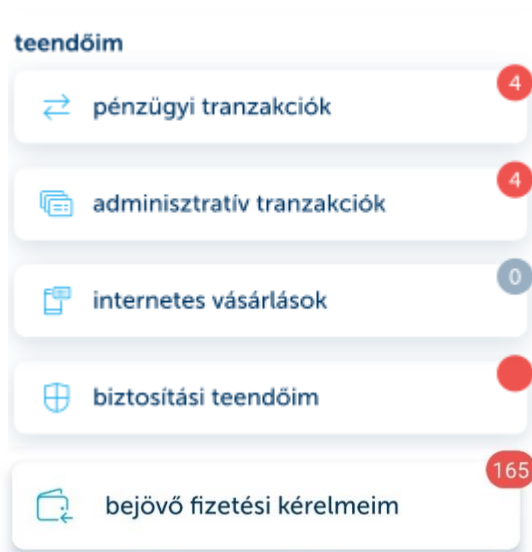 teendőim
4
pénzügyi tranzakciók
4
adminisztratív tranzakciók
0
internetes vásárlások
biztosítási teendőim
165
bejövő fizetési kérelmeim